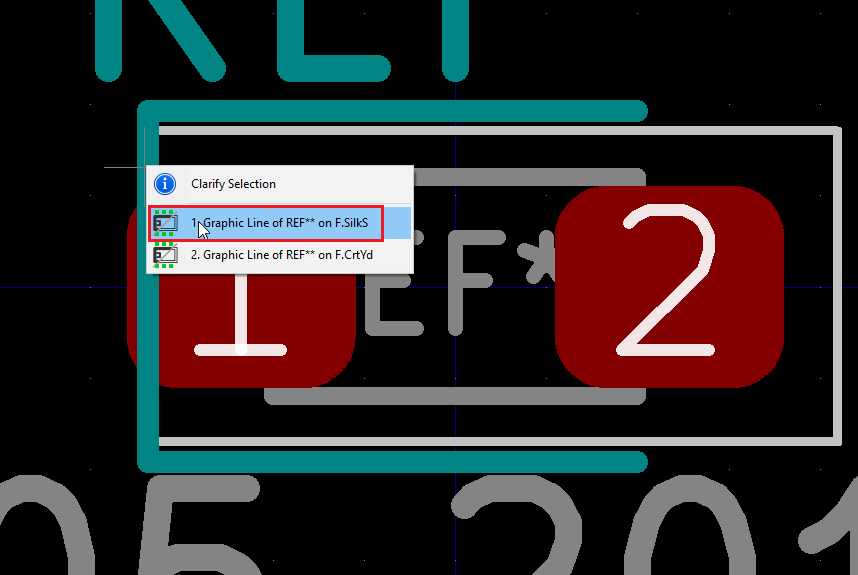 REF
Clarify Selection
1. Graphic Line of REF** on F.SilkS
2. Graphic Line of REF** on F.CrtYd
1
EF*
2
05 201